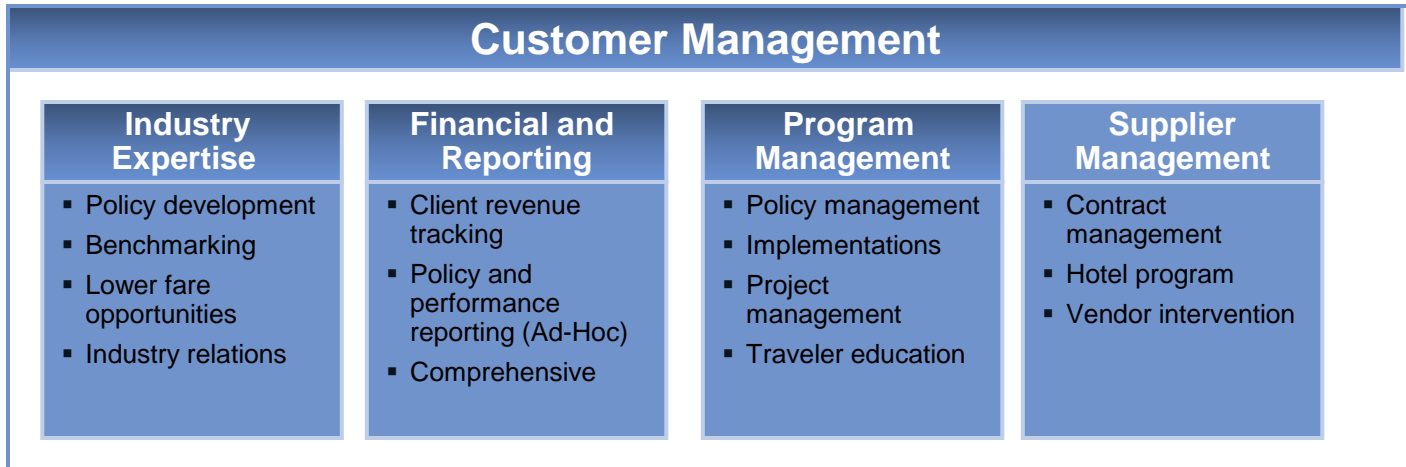 Customer Management
Industry
Expertise
▪ Policy development
▪ Benchmarking
▪ Lower fare
opportunities
▪ Industry relations
Financial and
Reporting
▪ Client revenue
tracking
▪ Policy and
performance
reporting (Ad-Hoc)
▪ Comprehensive
Program
Management
▪ Policy management
▪ Implementations
▪ Project
management
▪ Traveler education
Supplier
Management
▪ Contract
management
▪ Hotel program
▪ Vendor intervention